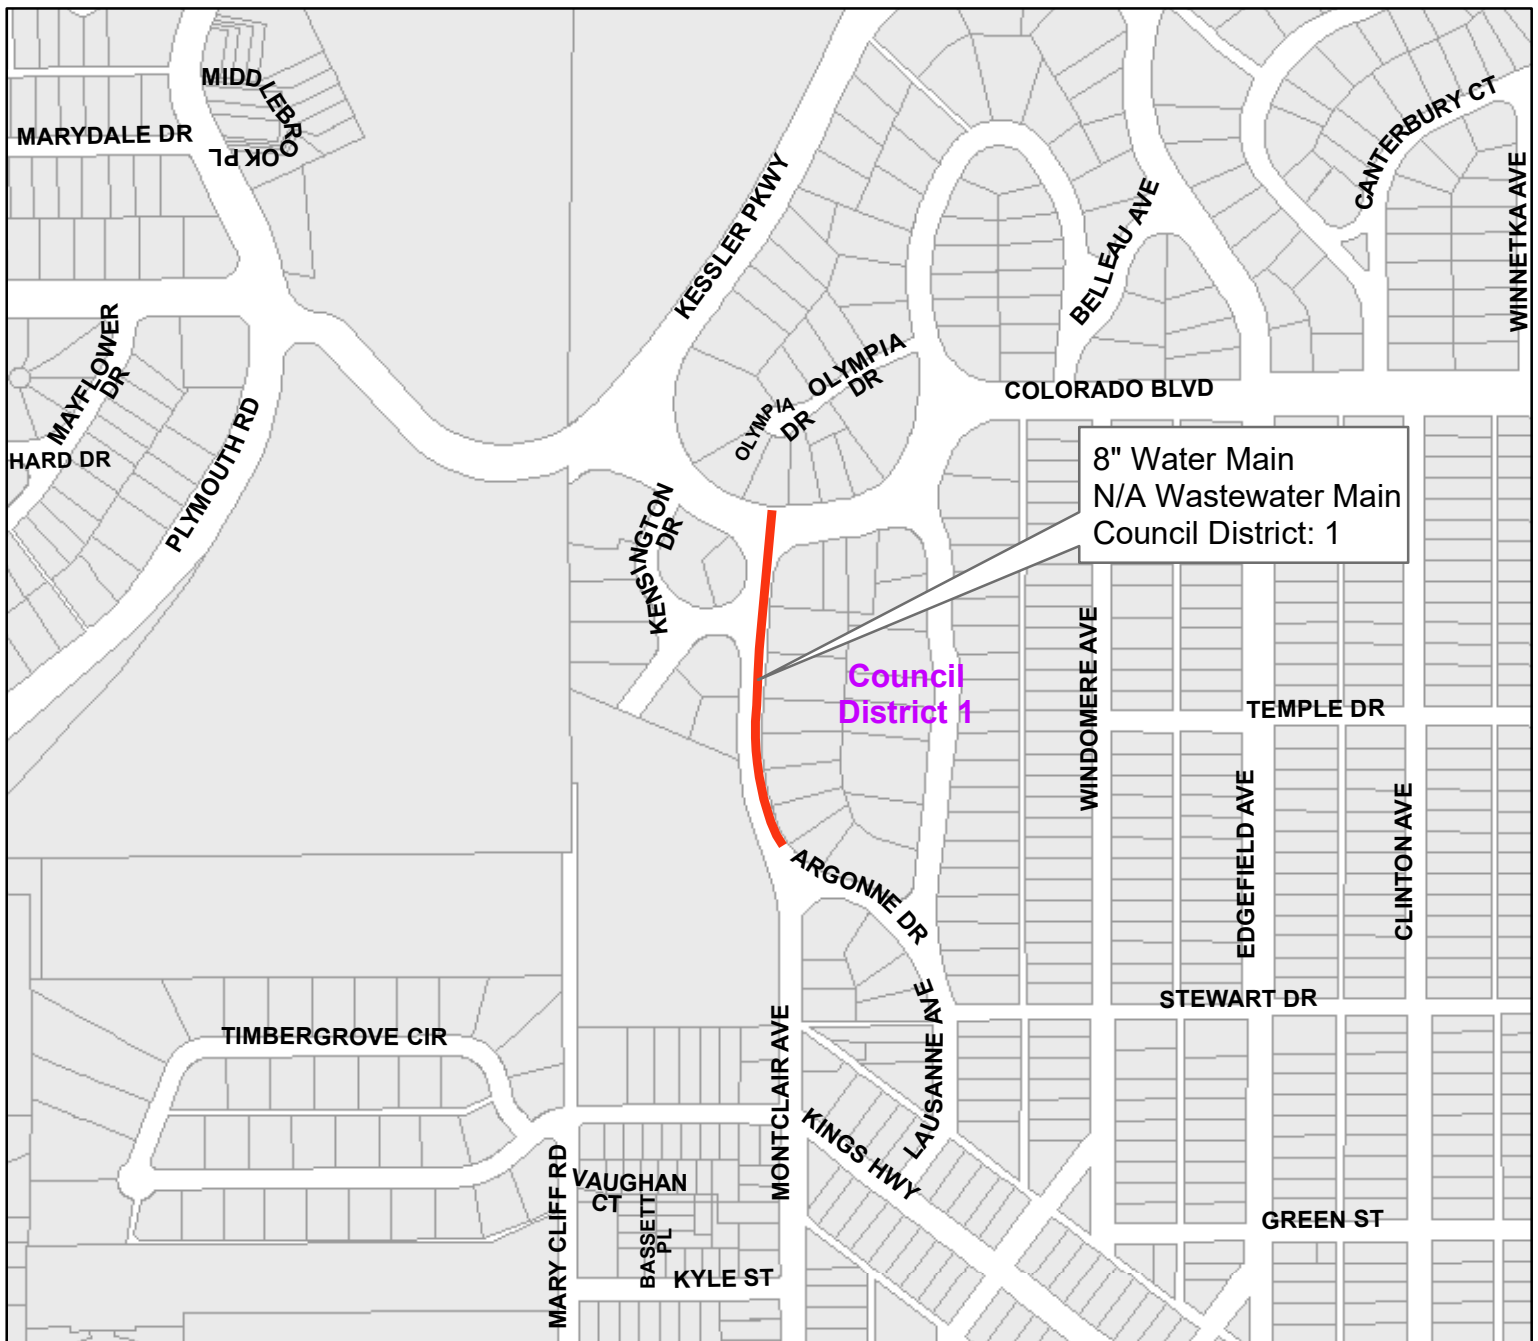 MIDDLEBROOK PL
MARYDALE DR
CANTERBURY CT
WINNETKA AVE
KESSLER PKWY
BELLEAU AVE
MAYFLOWER
DR
OLYMPIA
DR
OLYMPIA
DR
COLORADO BLVD
HARD DR
PLYMOUTH RD
8" Water Main
N/A Wastewater Main
Council District: 1
KENSINGTON
DR
WINDOMERE AVE
Council
District 1
TEMPLE DR
EDGEFIELD AVE
CLINTON AVE
ARGONNE DR
STEWART DR
TIMBERGROVE CIR
MONTCLAIR AVE
LAUSANNE AVE
KINGS HWY
MARY CLIFF RD
VAUGHAN
CT
BASSETT
PL
GREEN ST
KYLE ST